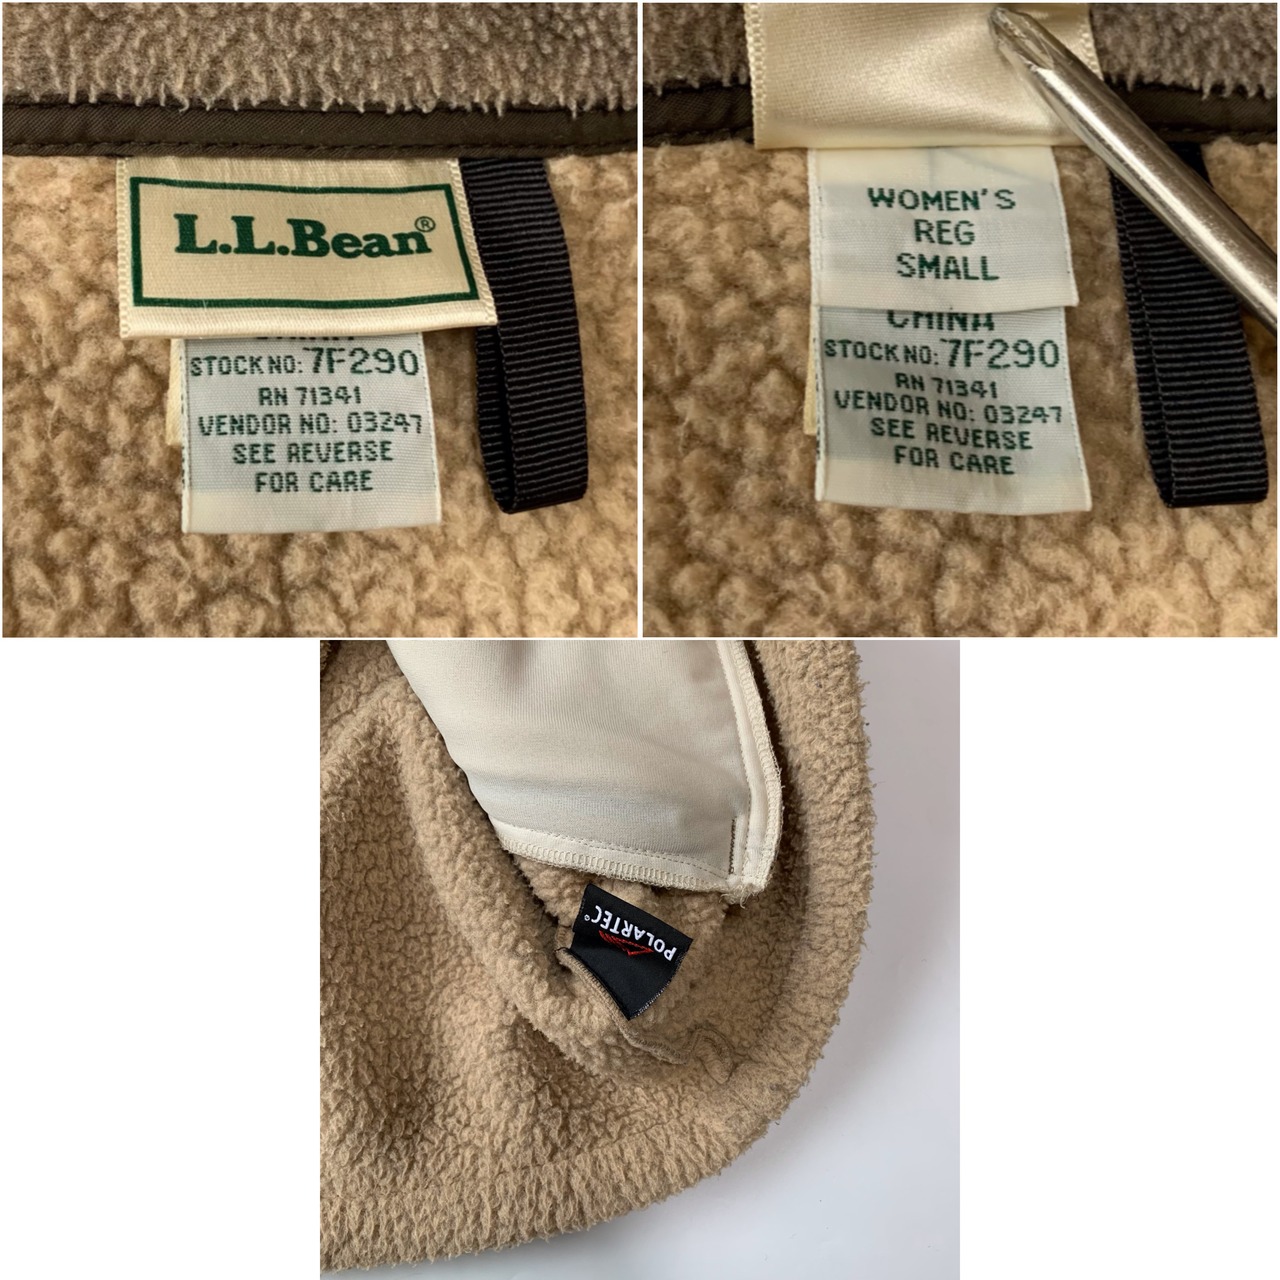 L.L.Bean®
STOCK NO: 7F290
RN 71341
VENDOR NO: 03247
SEE REVERSE
FOR CARE
WOMEN'S
REG
SMALL
CHINA
STOCK NO: 7F290
RN 71341
VENDOR NO: 03247
SEE REVERSE
FOR CARE
POLARTEC®